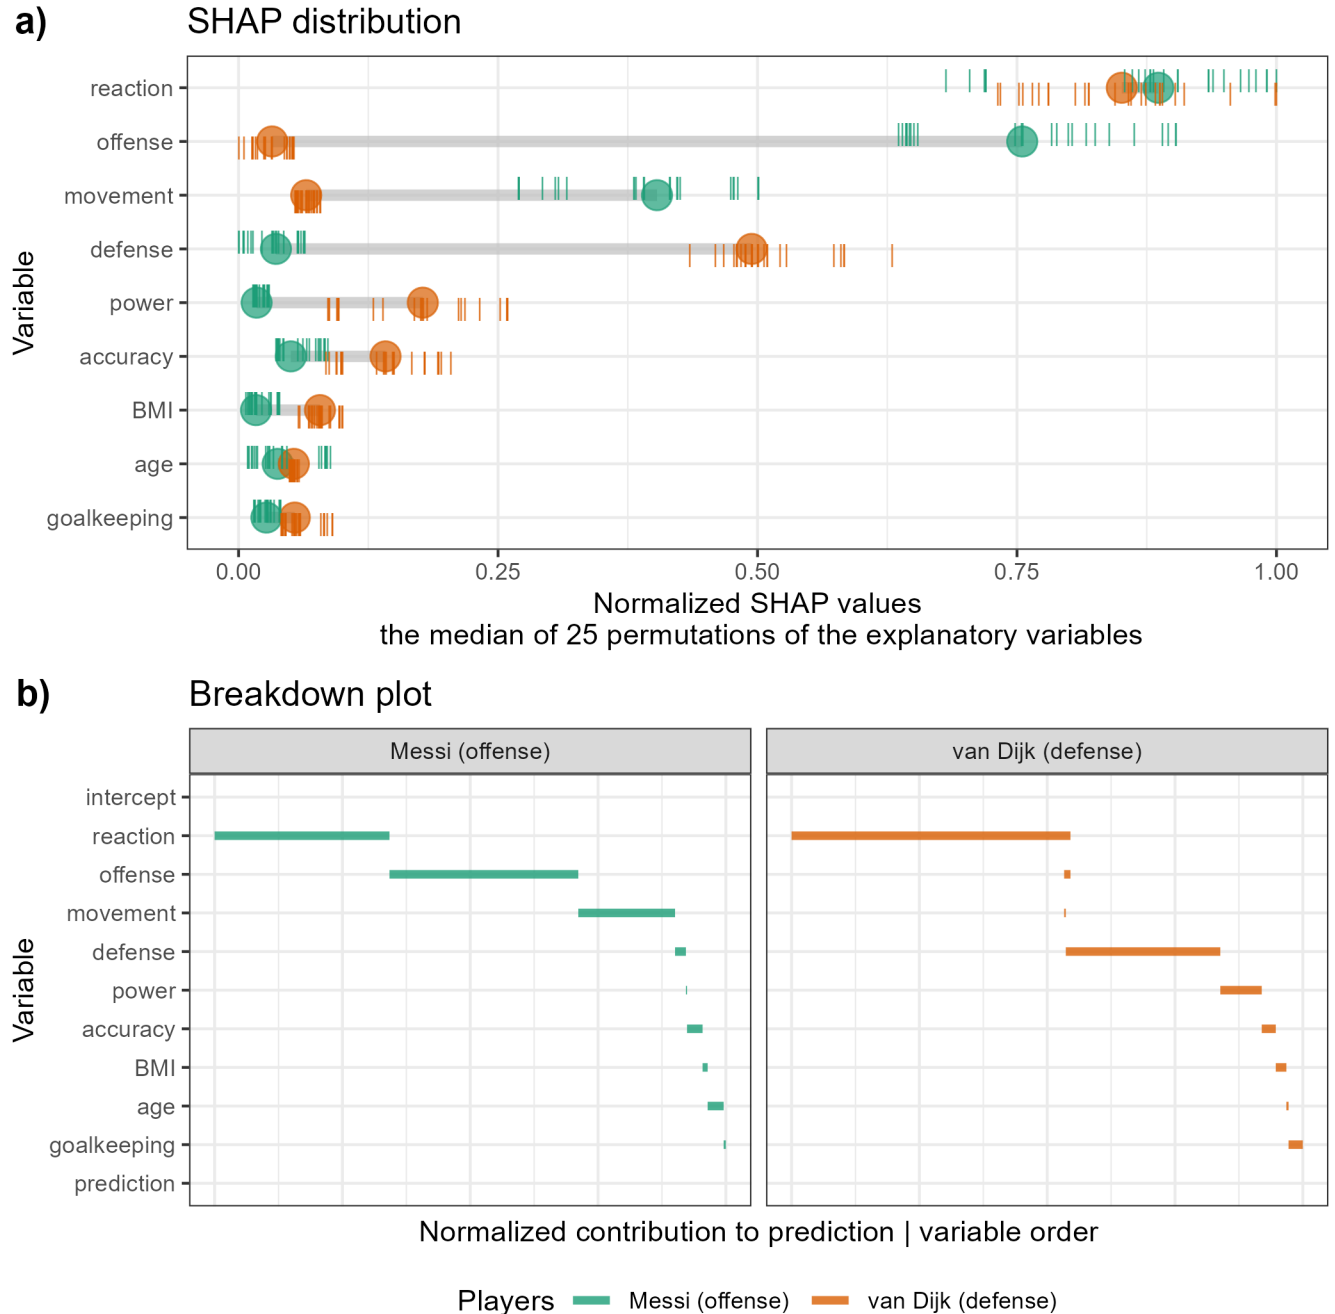 a) SHAP distribution
Variable
reaction
offense
movement
defense
power
accuracy
BMI
age
goalkeeping
0.00 0.25 0.50 0.75 1.00
Normalized SHAP values
the median of 25 permutations of the explanatory variables
b) Breakdown plot
Messi (offense) van Dijk (defense)
Variable
intercept
reaction
offense
movement
defense
power
accuracy
BMI
age
goalkeeping
prediction
Normalized contribution to prediction | variable order
Players Messi (offense) van Dijk (defense)